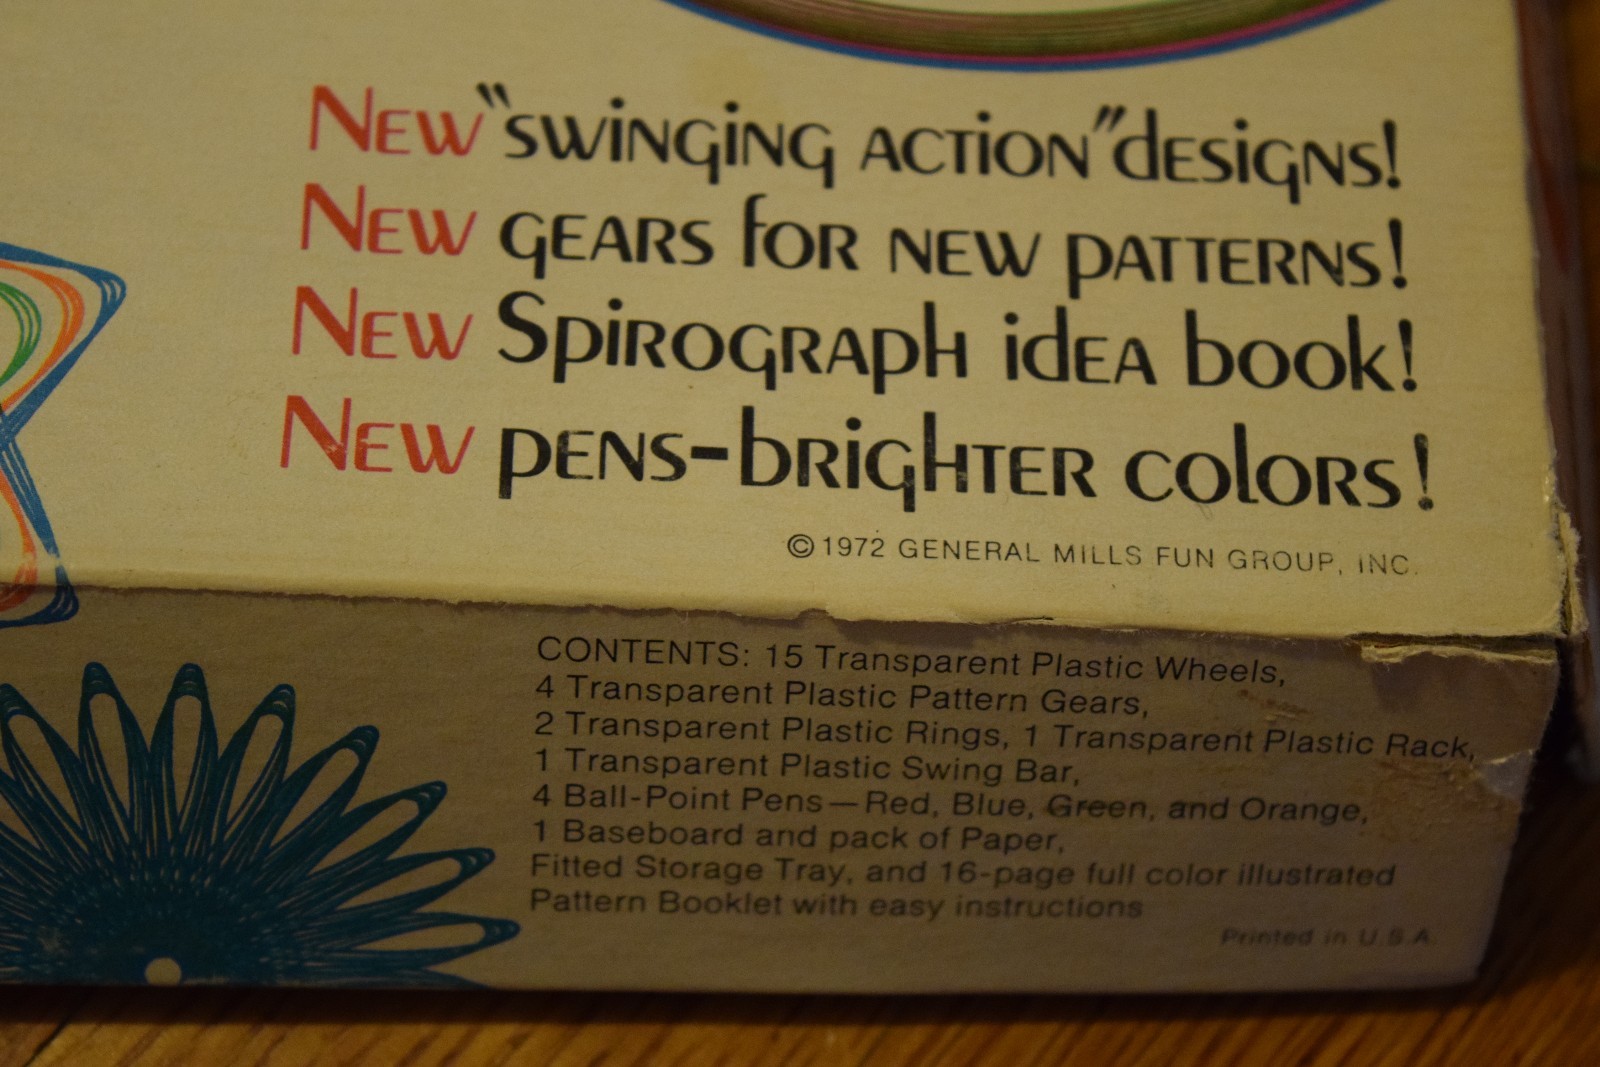 New "swinging action" designs!
New gears for new patterns!
New Spirograph idea book!
New pens-brighter colors!
©1972 GENERAL MILLS FUN GROUP, INC.
CONTENTS: 15 Transparent Plastic Wheels,
4 Transparent Plastic Pattern Gears,
2 Transparent Plastic Rings, 1 Transparent Plastic Rack,
1 Transparent Plastic Swing Bar,
4 Ball-Point Pens—Red, Blue, Green, and Orange,
1 Baseboard and pack of Paper,
Fitted Storage Tray, and 16-page full color illustrated
Pattern Booklet with easy instructions
Printed in U.S.A.